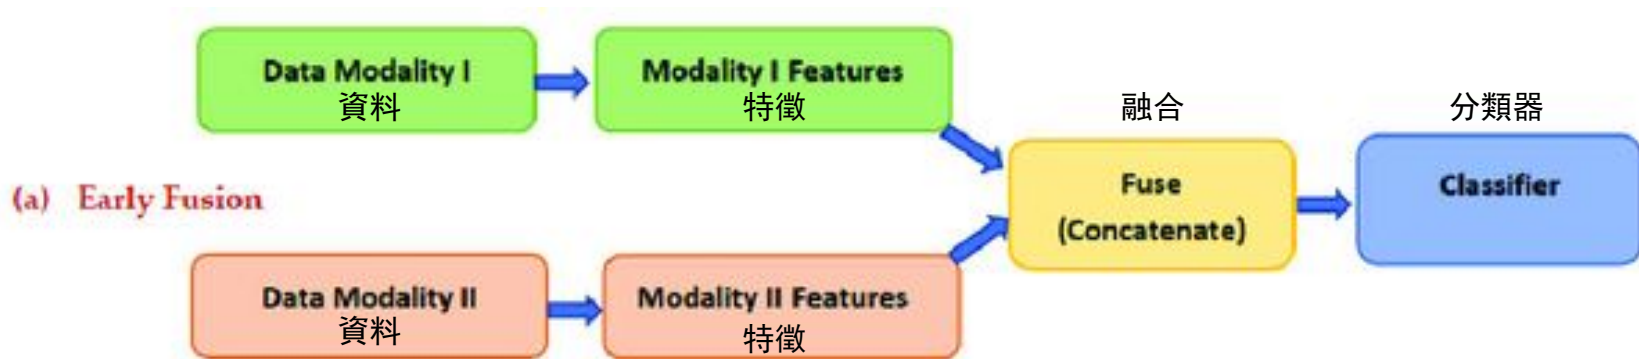 Data Modality I
資料
Modality I Features
特徵
融合
分類器
(a) Early Fusion
Fuse
(Concatenate)
Classifier
Data Modality II
資料
Modality II Features
特徵